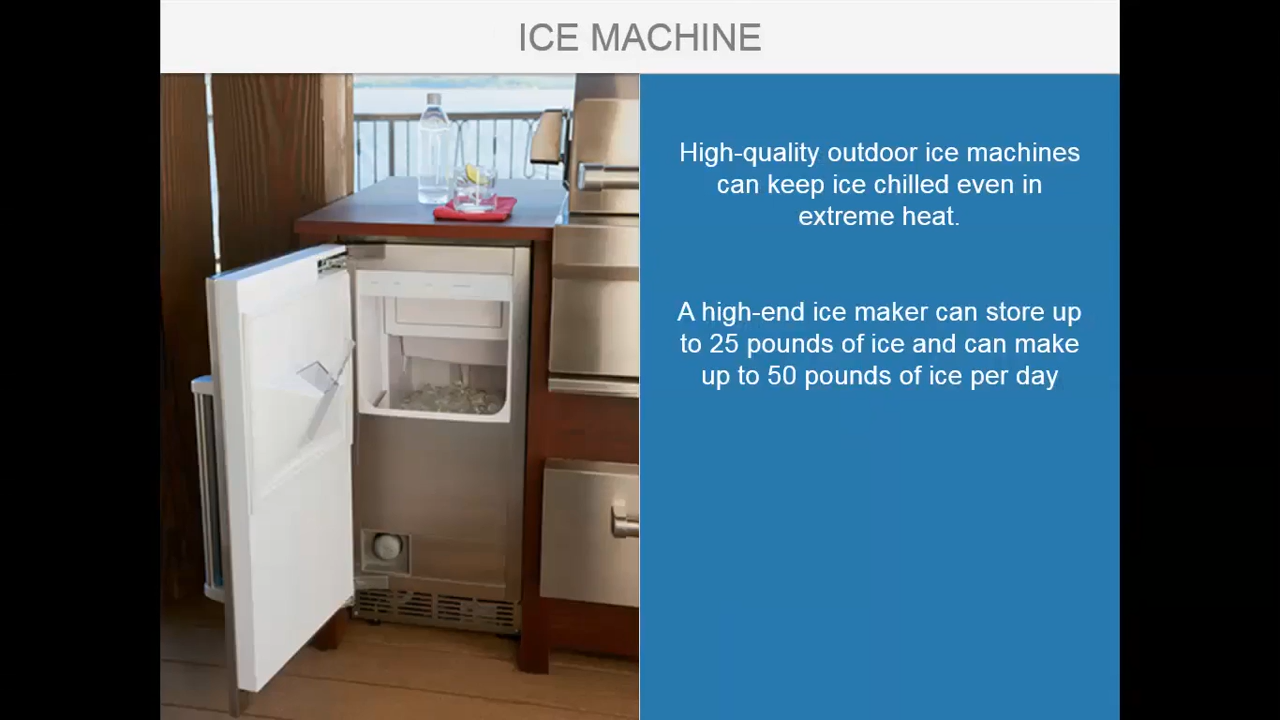 ICE MACHINE
High-quality outdoor ice machines
can keep ice chilled even in
extreme heat.
A high-end ice maker can store up
to 25 pounds of ice and can make
up to 50 pounds of ice per day